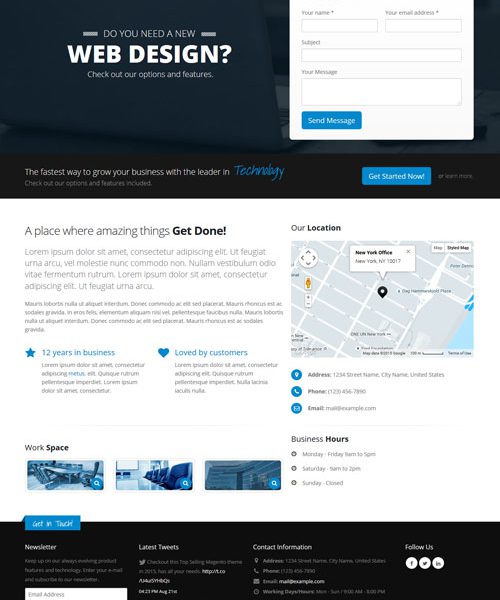 DO YOU NEED A NEW
WEB DESIGN?
Check out our options and features.
Your name *
Your email address *
Subject
Your Message
Send Message
The fastest way to grow your business with the leader in Technology
Check out our options and features included.
Get Started Now!
or learn more.
A place where amazing things Get Done!
Lorem ipsum dolor sit amet, consectetur adipiscing elit. Ut feugiat
urna arcu, vel molestie nunc commodo non. Nullam vestibulum odio
vitae fermentum rutrum. Lorem ipsum dolor sit amet, consectetur
adipiscing elit. Ut feugiat
Mauris lobortis nulla ut aliquet interdum. Donec commodo ac elit sed placerat. Mauris rhoncus est ac
sodales gravida. In eros felis, elementum aliquam nisi vel, pellentesque faucibus nulla. Mauris lobortis
nulla ut aliquet interdum. Donec commodo ac elit sed placerat. Mauris rhoncus est ac sodales
gravida.
12 years in business
Lorem ipsum dolor sit amet, consectetur
adipiscing metus. elit. Quisque rutrum
pellentesque imperdiet. Lorem ipsum
dolor sit amet, consectetur.
Loved by customers
Lorem ipsum dolor sit amet, consectetur
adipiscing elit. Quisque rutrum
pellentesque imperdiet. Nulla lacinia
iaculis nulla.
Work Space
Our Location
Map
Styled Map
New York Office
New York, NY 10017
Peter Detmo
Dag Hammarskjold Plaza
ONE UN New York
Map data ©2015 Google
100 m
Terms of Use
Address: 1234 Street Name, City Name, United States
Phone: (123) 456-7890
Email: mail@example.com
Business Hours
Monday - Friday 9am to 5pm
Saturday - 9am to 2pm
Sunday - Closed
Get In Touch!
Newsletter
Keep up on our always evolving product
features and technology. Enter your e-mail
and subscribe to our newsletter.
Email Address
Latest Tweets
Checkout this Top Selling Magento theme
in 2015, has all your needs: http://t.co
/U4ui5YHbQs
04:23 PM Aug 21st
Contact Information
Address: 1234 Street Name, City Name, United States
Phone: (123) 456-7890
Email: mail@example.com
Working Days/Hours: Mon - Sun / 9:00 AM - 8:00 PM
Follow Us